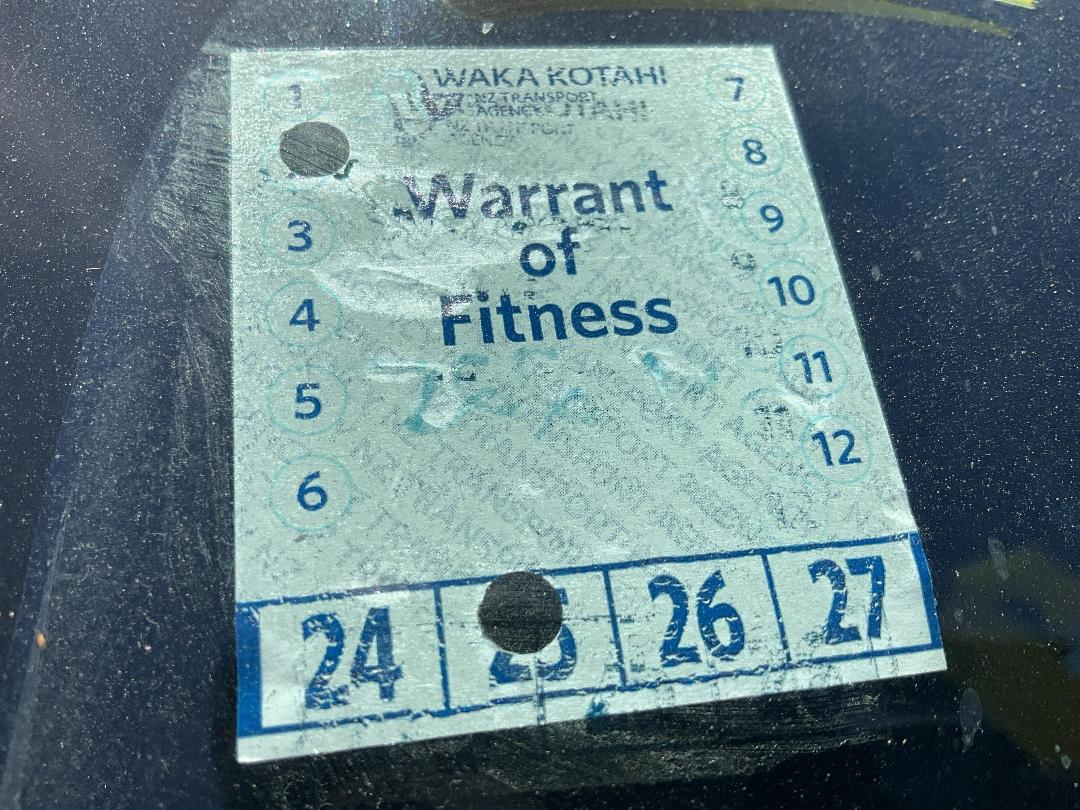 WAKA KOTAHI
NZ TRANSPORT
AGENCY
Warrant
of
Fitness
1
3
4
5
6
7
8
9
10
11
12
24
25
26
27